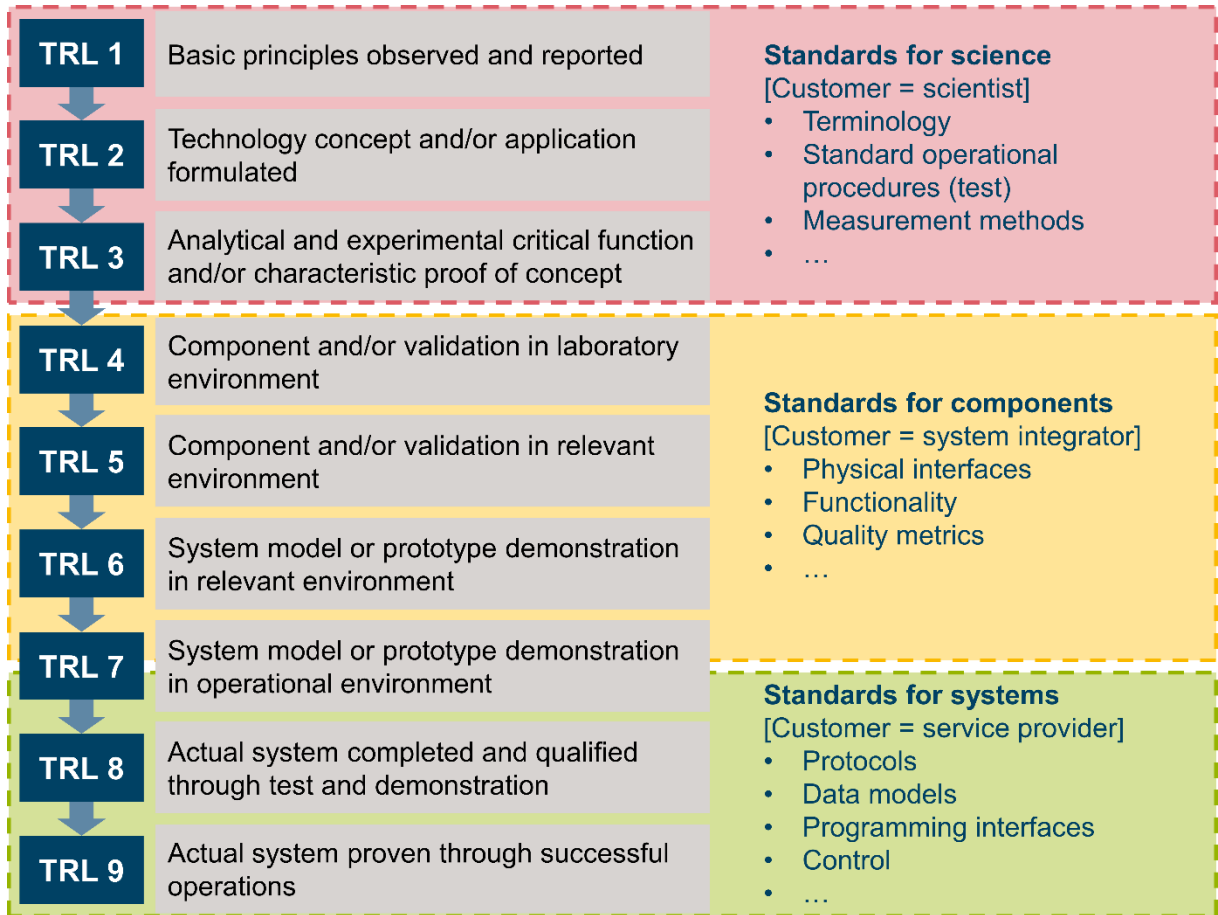 TRL 1
Basic principles observed and reported
TRL 2
Technology concept and/or application
formulated
TRL 3
Analytical and experimental critical function
and/or characteristic proof of concept
Standards for science
[Customer = scientist]
• Terminology
• Standard operational
procedures (test)
• Measurement methods
• …
TRL 4
Component and/or validation in laboratory
environment
TRL 5
Component and/or validation in relevant
environment
TRL 6
System model or prototype demonstration
in relevant environment
TRL 7
System model or prototype demonstration
in operational environment
Standards for components
[Customer = system integrator]
• Physical interfaces
• Functionality
• Quality metrics
• …
TRL 8
Actual system completed and qualified
through test and demonstration
TRL 9
Actual system proven through successful
operations
Standards for systems
[Customer = service provider]
• Protocols
• Data models
• Programming interfaces
• Control
• …